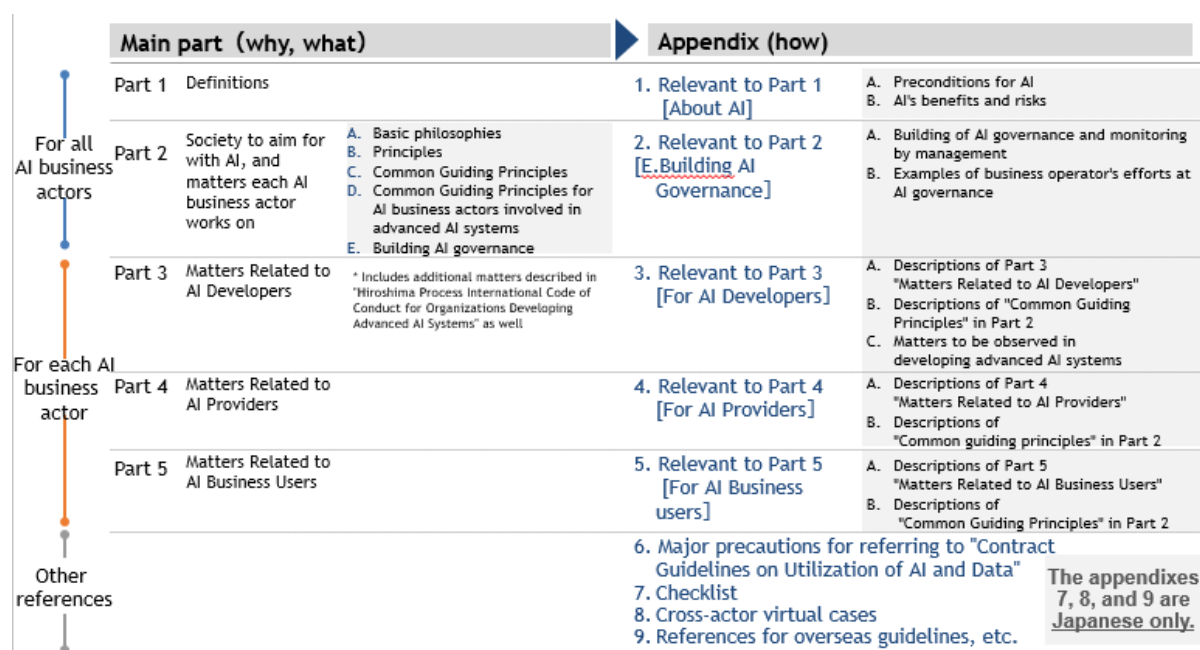 Main part（why, what）
Appendix (how)
For all
AI business
actors
Part 1
Definitions
1. Relevant to Part 1
[About AI]
A. Preconditions for AI
B. AI's benefits and risks
Part 2
Society to aim for
with AI, and
matters each AI
business actor
works on
A. Basic philosophies
B. Principles
C. Common Guiding Principles
D. Common Guiding Principles for
AI business actors involved in
advanced AI systems
E. Building AI governance
2. Relevant to Part 2
[E.Building AI
Governance]
A. Building of AI governance and monitoring
by management
B. Examples of business operator's efforts at
AI governance
For each AI
business
actor
Part 3
Matters Related to
AI Developers
* Includes additional matters described in
"Hiroshima Process International Code of
Conduct for Organizations Developing
Advanced AI Systems" as well
3. Relevant to Part 3
[For AI Developers]
A. Descriptions of Part 3
"Matters Related to AI Developers"
B. Descriptions of "Common Guiding
Principles" in Part 2
C. Matters to be observed in
developing advanced AI systems
Part 4
Matters Related to
AI Providers
4. Relevant to Part 4
[For AI Providers]
A. Descriptions of Part 4
"Matters Related to AI Providers"
B. Descriptions of
"Common guiding principles" in Part 2
Part 5
Matters Related to
AI Business Users
5. Relevant to Part 5
[For AI Business
users]
A. Descriptions of Part 5
"Matters Related to AI Business Users"
B. Descriptions of
"Common Guiding Principles" in Part 2
Other
references
6. Major precautions for referring to "Contract
Guidelines on Utilization of AI and Data"
7. Checklist
8. Cross-actor virtual cases
9. References for overseas guidelines, etc.
The appendixes
7, 8, and 9 are
Japanese only.